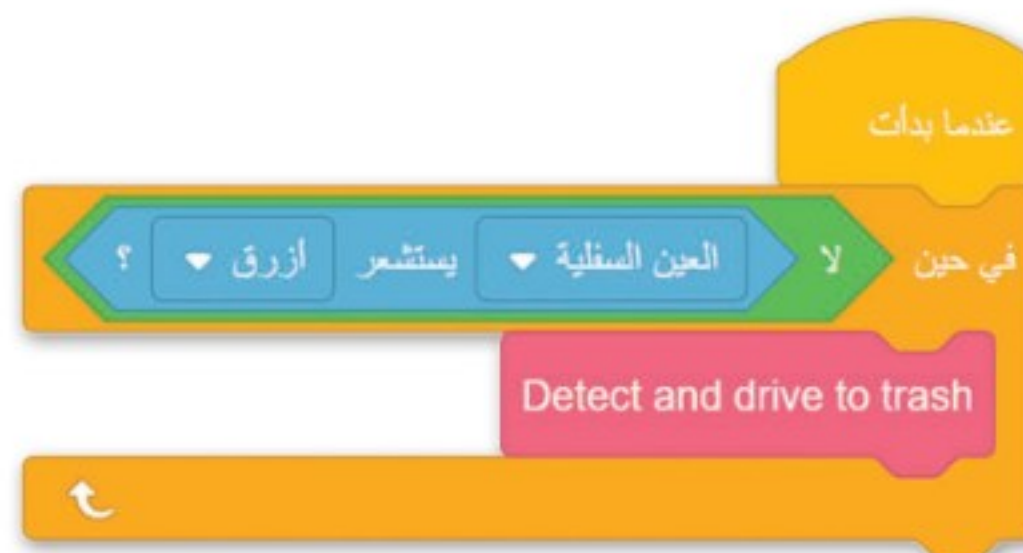 عندما بدأت
في حين لا العين السفلية يستشعر أزرق ؟
Detect and drive to trash